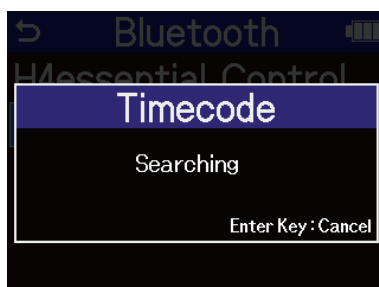 Bluetooth
H4essential Control
Timecode
Searching
Enter Key:Cancel